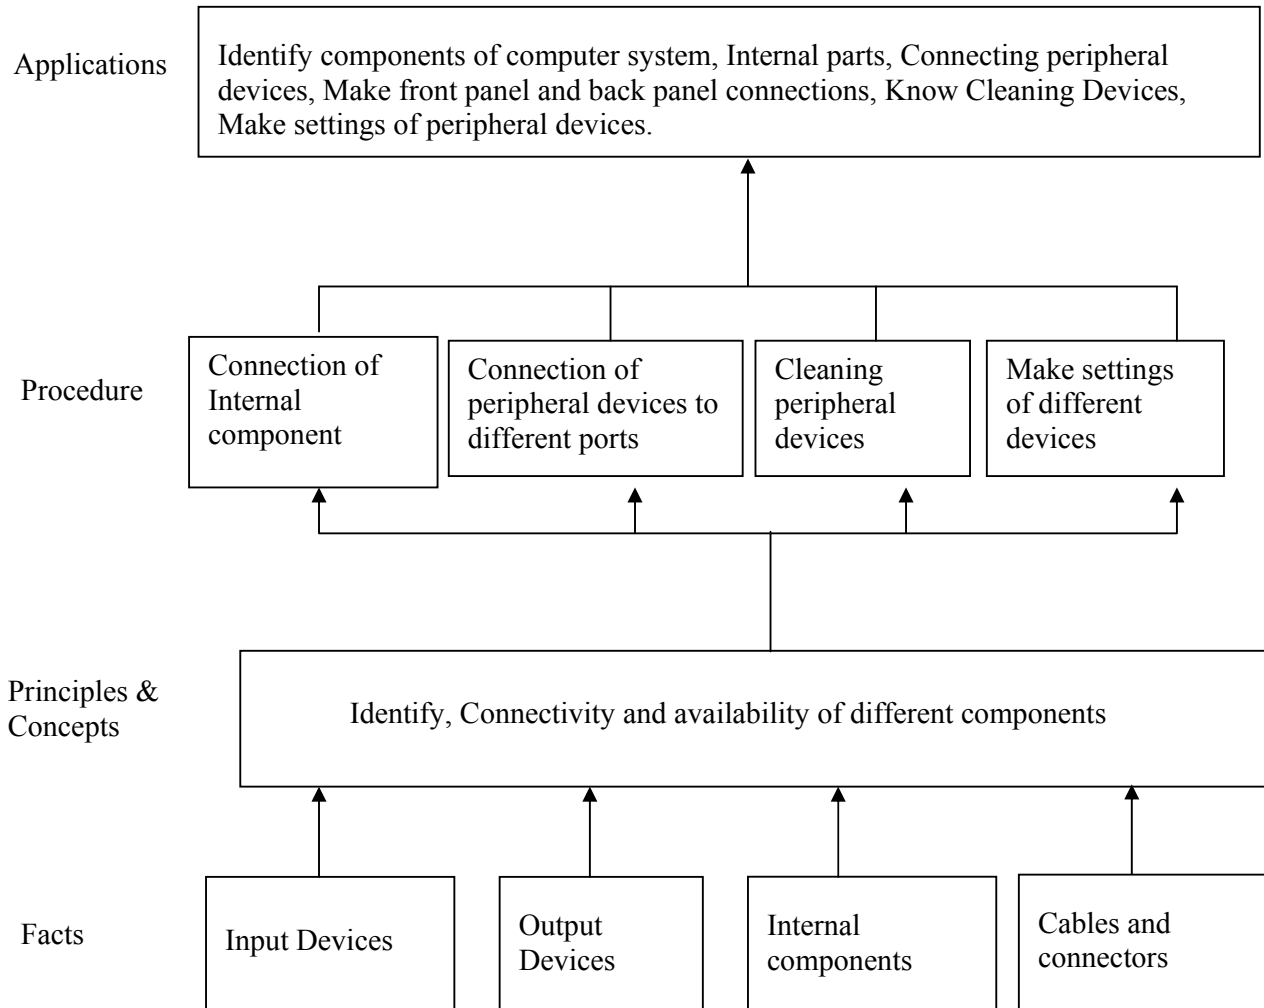 Applications
Identify components of computer system, Internal parts, Connecting peripheral
devices, Make front panel and back panel connections, Know Cleaning Devices,
Make settings of peripheral devices.
Procedure
Connection of
Internal
component
Connection of
peripheral devices to
different ports
Cleaning
peripheral
devices
Make settings
of different
devices
Principles &
Concepts
Identify, Connectivity and availability of different components
Facts
Input Devices
Output
Devices
Internal
components
Cables and
connectors